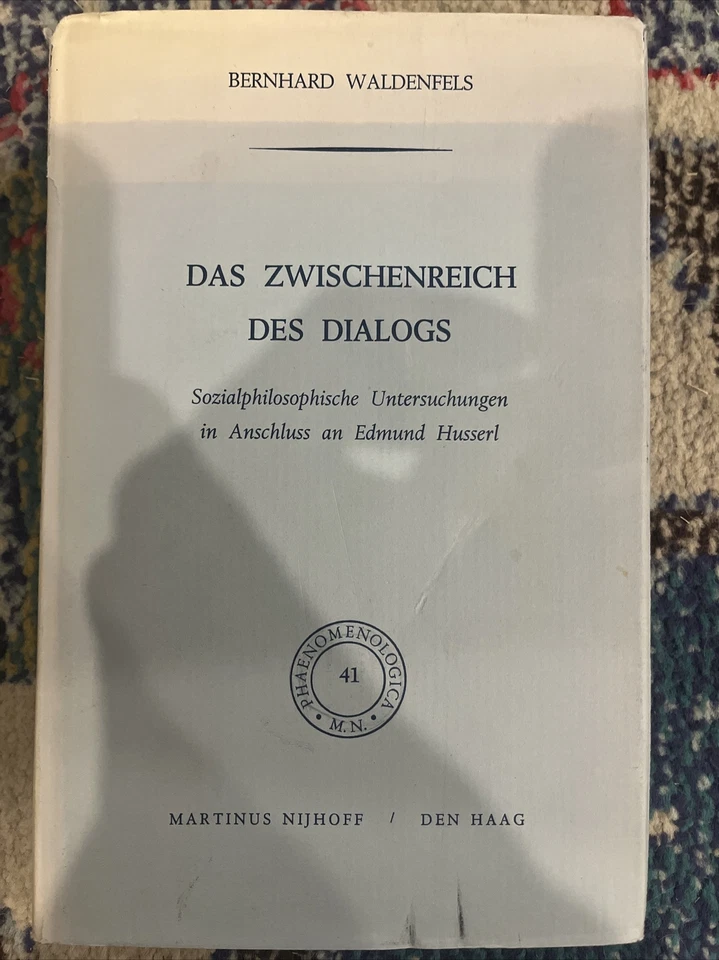 BERNHARD WALDENFELS
DAS ZWISCHENREICH
DES DIALOGS
Sozialphilosophische Untersuchungen
in Anschluss an Edmund Husserl
PHAENOMENOLOGICA
41
• M.N. •
MARTINUS NIJHOFF / DEN HAAG